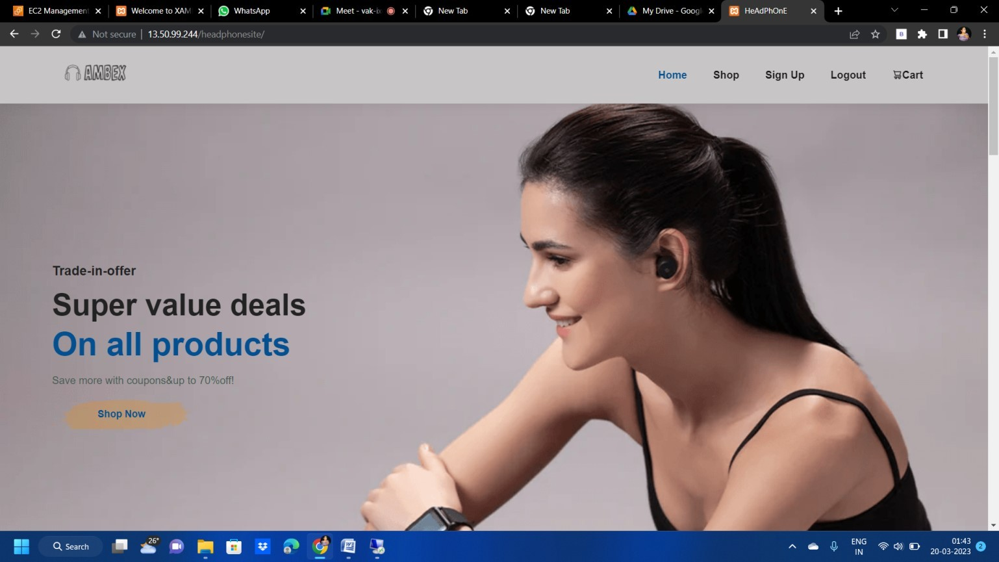 EC2 Management
Welcome to XAM
WhatsApp
Meet - vak-ix
New Tab
New Tab
My Drive - Googl
HeAdPhOnE
Not secure | 13.50.99.244/headphonesite/
AMBEX
Home
Shop
Sign Up
Logout
Cart
Trade-in-offer
Super value deals
On all products
Save more with coupons&up to 70%off!
Shop Now
26°
Search
ENG
IN
01:43
20-03-2023
2